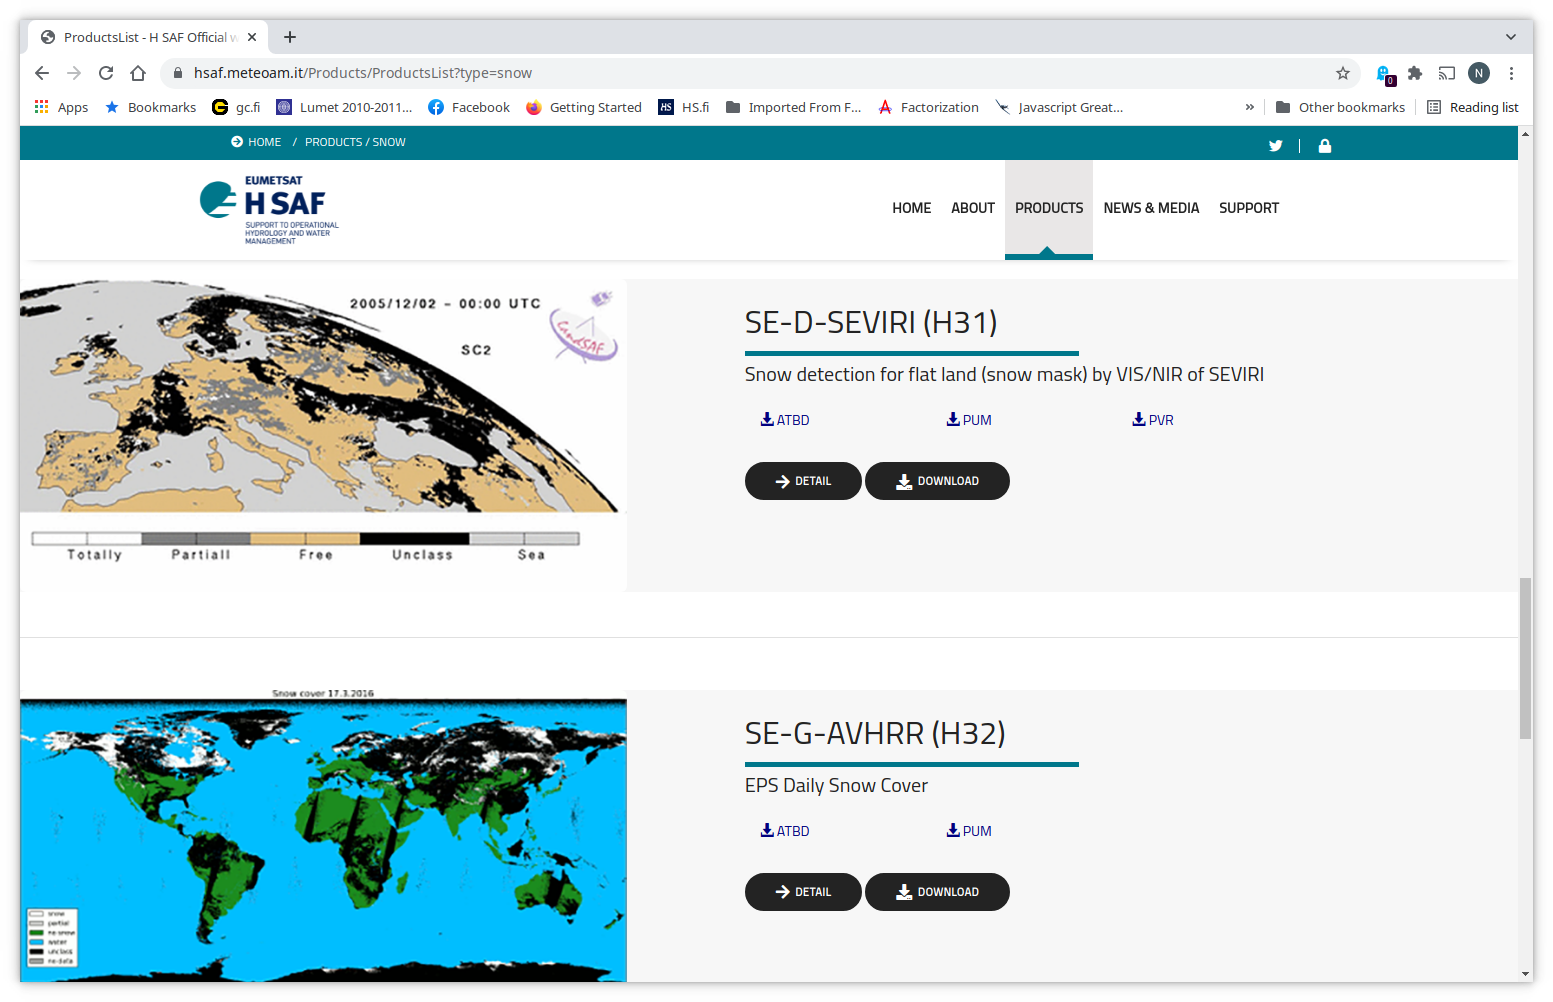 ProductsList - H SAF Official w
hsaf.meteoam.it/Products/ProductsList?type=snow
0
N
Apps
Bookmarks
gc.fi
Lumet 2010-2011...
Facebook
Getting Started
HS
HS.fi
Imported From F...
Factorization
Javascript Great...
»
Other bookmarks
Reading list
HOME / PRODUCTS / SNOW
EUMETSAT
H SAF
SUPPORT TO OPERATIONAL
HYDROLOGY AND WATER
MANAGEMENT
HOME
ABOUT
PRODUCTS
NEWS & MEDIA
SUPPORT
2005/12/02 - 00:00 UTC
LandSAF
SC2
Totally
Partiall
Free
Unclass
Sea
SE-D-SEVIRI (H31)
Snow detection for flat land (snow mask) by VIS/NIR of SEVIRI
ATBD
PUM
PVR
DETAIL
DOWNLOAD
Snow cover 17.3.2016
snow
partial
no snow
water
unclass
no data
SE-G-AVHRR (H32)
EPS Daily Snow Cover
ATBD
PUM
DETAIL
DOWNLOAD